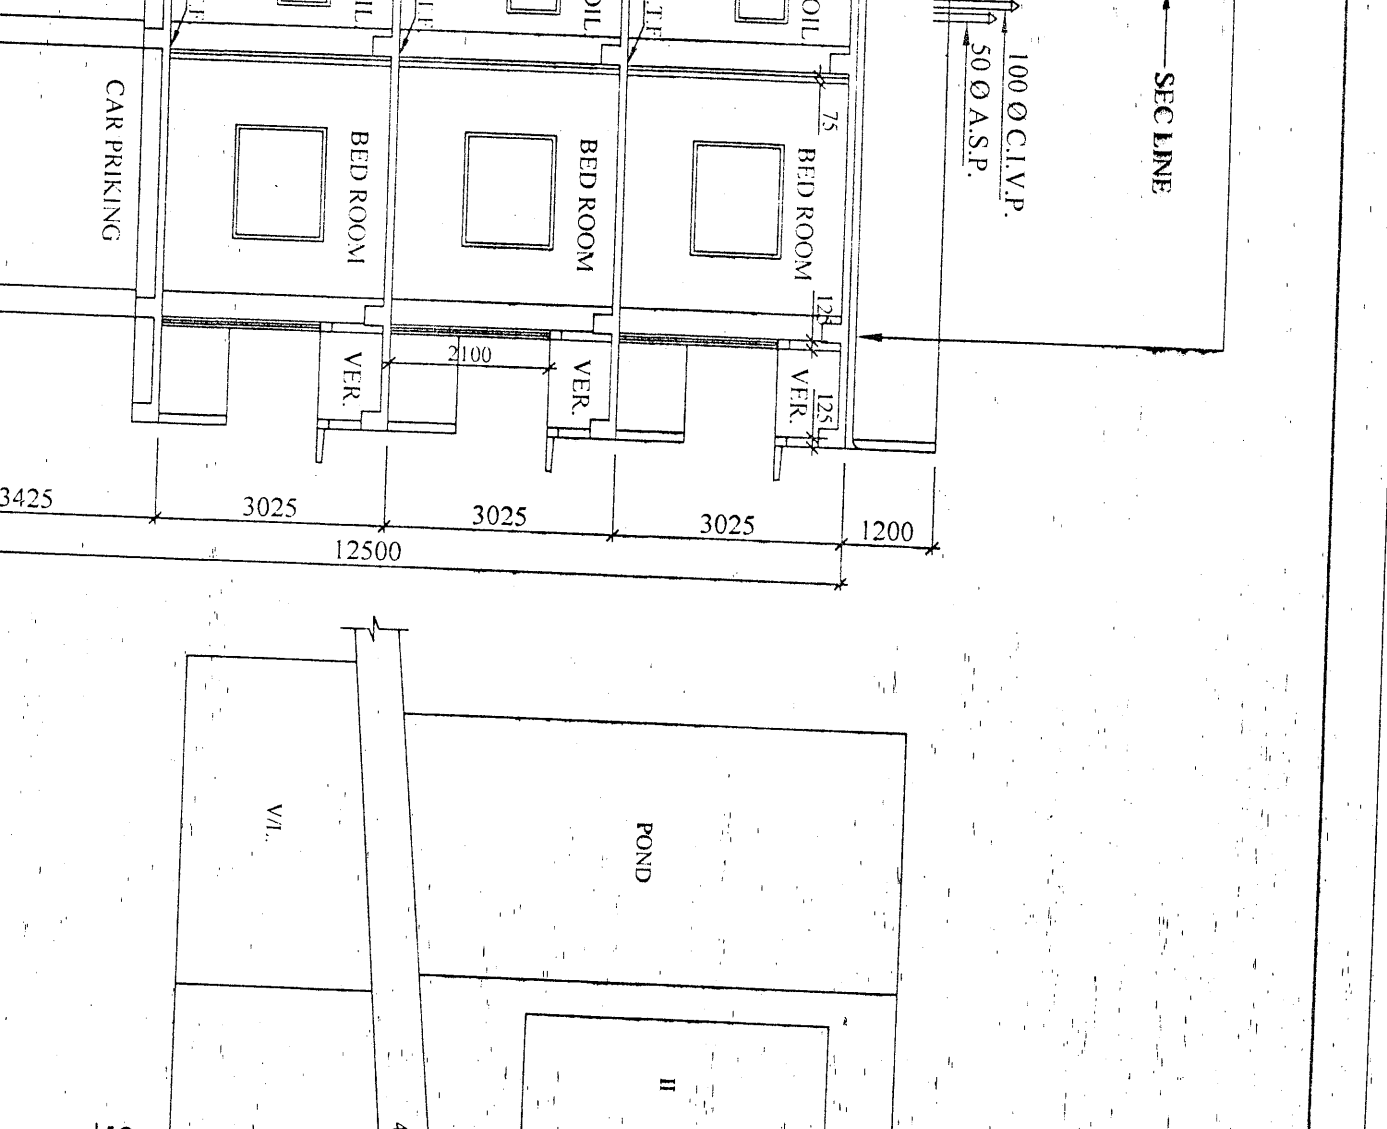 SEC LINE
100 Ø C.I.V.P.
50 Ø A.S.P.
75
BED ROOM
BED ROOM
BED ROOM
CAR PRIKING
125
125
VER.
VER.
VER.
2100
3425
3025
3025
3025
1200
12500
V/L.
POND
II